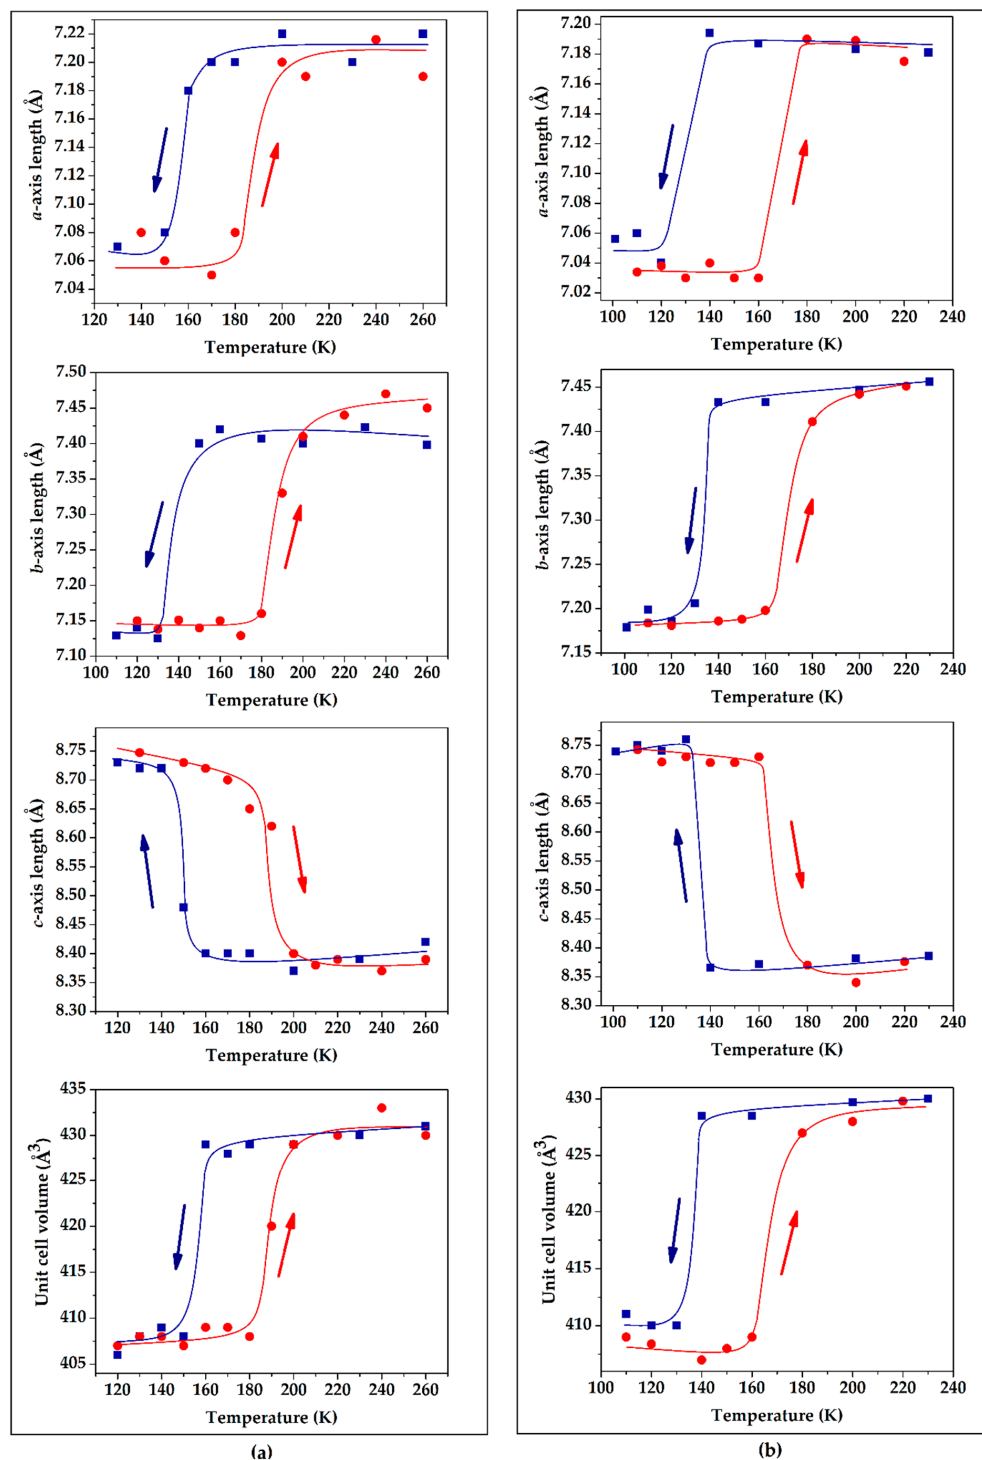 7.22
7.20
7.18
7.16
7.14
7.12
7.10
7.08
7.06
7.04
a-axis length (Å)
120 140 160 180 200 220 240 260
Temperature (K)
7.50
7.45
7.40
7.35
7.30
7.25
7.20
7.15
7.10
b-axis length (Å)
100 120 140 160 180 200 220 240 260
Temperature (K)
8.75
8.70
8.65
8.60
8.55
8.50
8.45
8.40
8.35
8.30
c-axis length (Å)
120 140 160 180 200 220 240 260
Temperature (K)
435
430
425
420
415
410
405
Unit cell volume (Å³)
120 140 160 180 200 220 240 260
Temperature (K)
(a)
7.20
7.18
7.16
7.14
7.12
7.10
7.08
7.06
7.04
7.02
a-axis length (Å)
100 120 140 160 180 200 220 240
Temperature (K)
7.45
7.40
7.35
7.30
7.25
7.20
7.15
b-axis length (Å)
100 120 140 160 180 200 220 240
Temperature (K)
8.75
8.70
8.65
8.60
8.55
8.50
8.45
8.40
8.35
8.30
c-axis length (Å)
100 120 140 160 180 200 220 240
Temperature (K)
430
425
420
415
410
Unit cell volume (Å³)
100 120 140 160 180 200 220 240
Temperature (K)
(b)